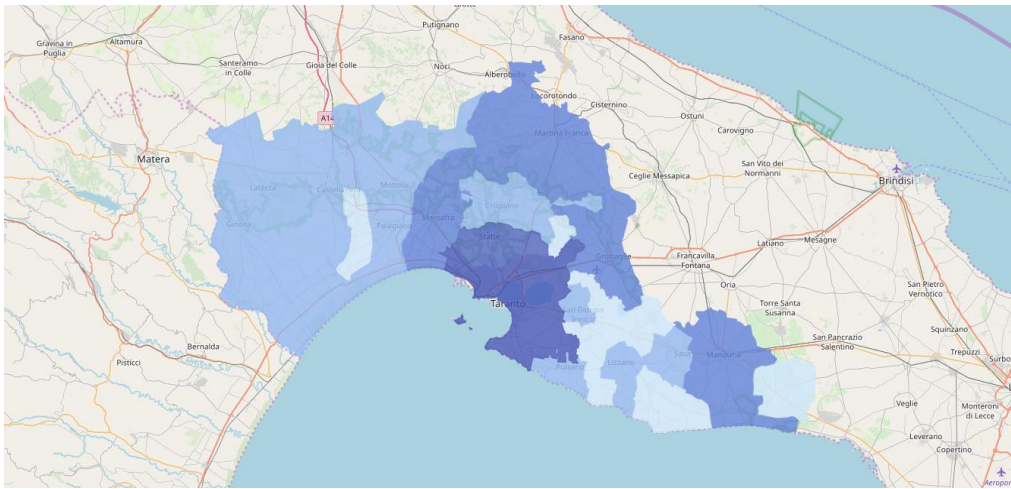 Gravina in
Puglia
Altamura
Santeramo
in Colle
Gioia del Colle
Putignano
Noci
Alberobello
Fasano
Locorotondo
Cisternino
Ostuni
Carovigno
A14
Matera
Martina Franca
Ceglie Messapica
San Vito dei
Normanni
Brindisi
Laterza
Castellaneta
Mottola
Crispiano
Ginosa
Palagiano
Massafra
Statte
Grottaglie
Francavilla
Fontana
Latiano
Mesagne
Oria
San Pietro
Vernotico
Taranto
San Giorgio
Ionico
Torre Santa
Susanna
Squinzano
Bernalda
Pisticci
Pulsano
Lizzano
Sava
Manduria
San Pancrazio
Salentino
Trepuzzi
Surbo
Veglie
Monteroni
di Lecce
Leverano
Copertino
Aeropor